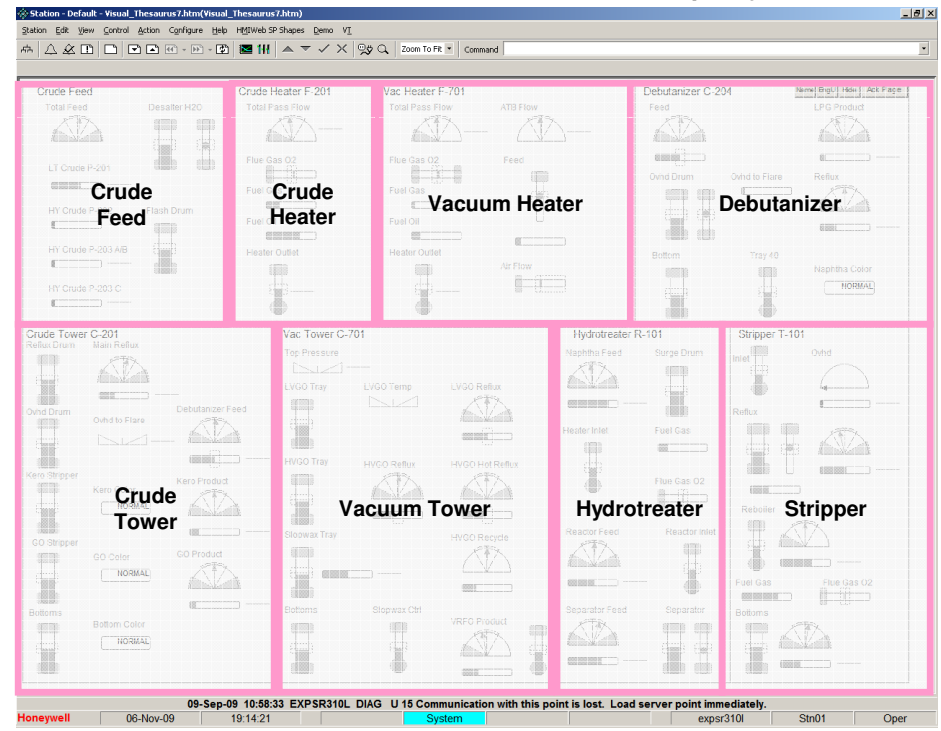 Station - Default - Visual_Thesaurus7.htm(Visual_Thesaurus7.htm)
Station Edit View Control Action Configure Help HMIWeb SP Shapes Demo VT
Zoom To Fit Command
Crude Feed
Total Feed Desalter H2O
LT Crude P-201
Crude Feed
HY Crude Flash Drum
HY Crude P-203 A/B
HY Crude P-203 C
Crude Heater F-201
Total Pass Flow
Flue Gas O2
Fuel
Crude Heater
Fuel
Heater Outlet
Vac Heater F-701
Total Pass Flow ATB Flow
Flue Gas O2 Feed
Fuel Gas
Vacuum Heater
Fuel Oil
Heater Outlet
Air Flow
Debutanizer C-204 Name EngU Hide Ack Page
Feed LPG Product
Ovhd Drum Ovhd to Flare Reflux
Debutanizer
Bottom Tray 40
Naphtha Color
NORMAL
Crude Tower C-201
Reflux Drum Main Reflux
Ovhd Drum Ovhd to Flare Debutanizer Feed
Kero Stripper Kero Product
Kero
Crude Tower
NORMAL
GO Stripper
GO Color GO Product
NORMAL
Bottoms
Bottom Color
NORMAL
Vac Tower C-701
Top Pressure
LVGO Tray LVGO Temp LVGO Reflux
HVGO Tray HVGO Reflux HVGO Hot Reflux
Vacuum Tower
Slopwax Tray HVGO Recycle
Bottoms Slopwax Ctrl
VRFC Product
Hydrotreater R-101
Naphtha Feed Surge Drum
Heater Inlet Fuel Gas
Flue Gas O2
Hydrotreater
Reactor Feed Reactor Inlet
Separator Feed Separator
Stripper T-101
Inlet Ovhd
Reflux
Reboiler Stripper
Fuel Gas Flue Gas O2
Bottoms
09-Sep-09 10:58:33 EXPSR310L DIAG U 15 Communication with this point is lost. Load server point immediately.
Honeywell 06-Nov-09 19:14:21 System expsr310l Stn01 Oper